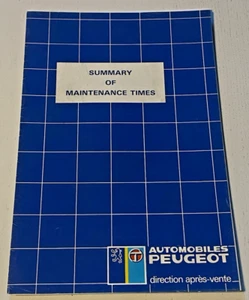 SUMMARY
OF
MAINTENANCE TIMES
AUTOMOBILES
PEUGEOT
direction après-vente